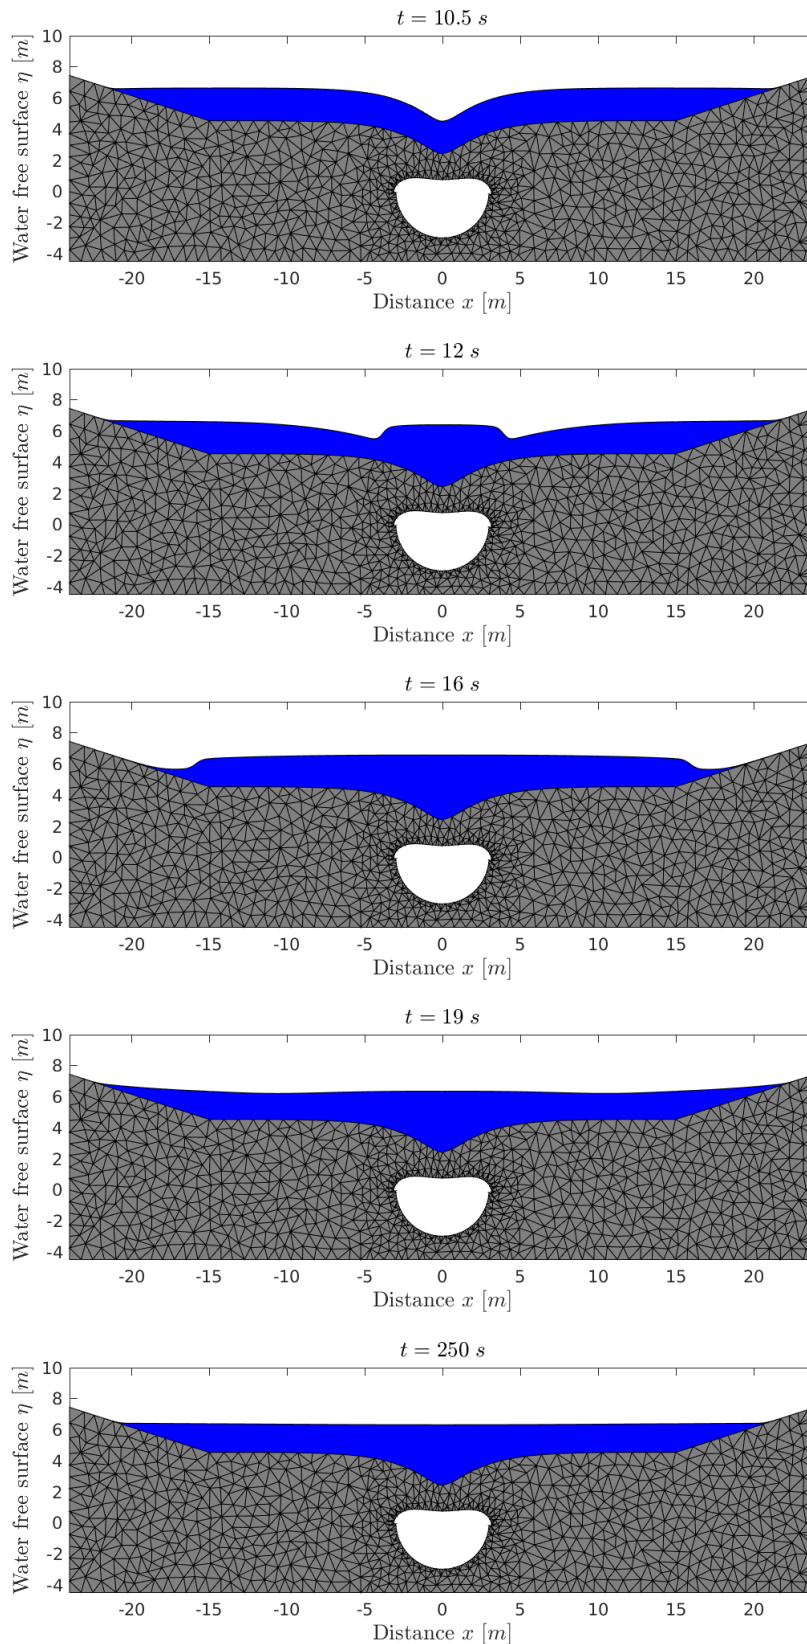 t = 10.5 s
Water free surface η [m]
10
8
6
4
2
0
-2
-4
-20 -15 -10 -5 0 5 10 15 20
Distance x [m]
t = 12 s
Water free surface η [m]
10
8
6
4
2
0
-2
-4
-20 -15 -10 -5 0 5 10 15 20
Distance x [m]
t = 16 s
Water free surface η [m]
10
8
6
4
2
0
-2
-4
-20 -15 -10 -5 0 5 10 15 20
Distance x [m]
t = 19 s
Water free surface η [m]
10
8
6
4
2
0
-2
-4
-20 -15 -10 -5 0 5 10 15 20
Distance x [m]
t = 250 s
Water free surface η [m]
10
8
6
4
2
0
-2
-4
-20 -15 -10 -5 0 5 10 15 20
Distance x [m]